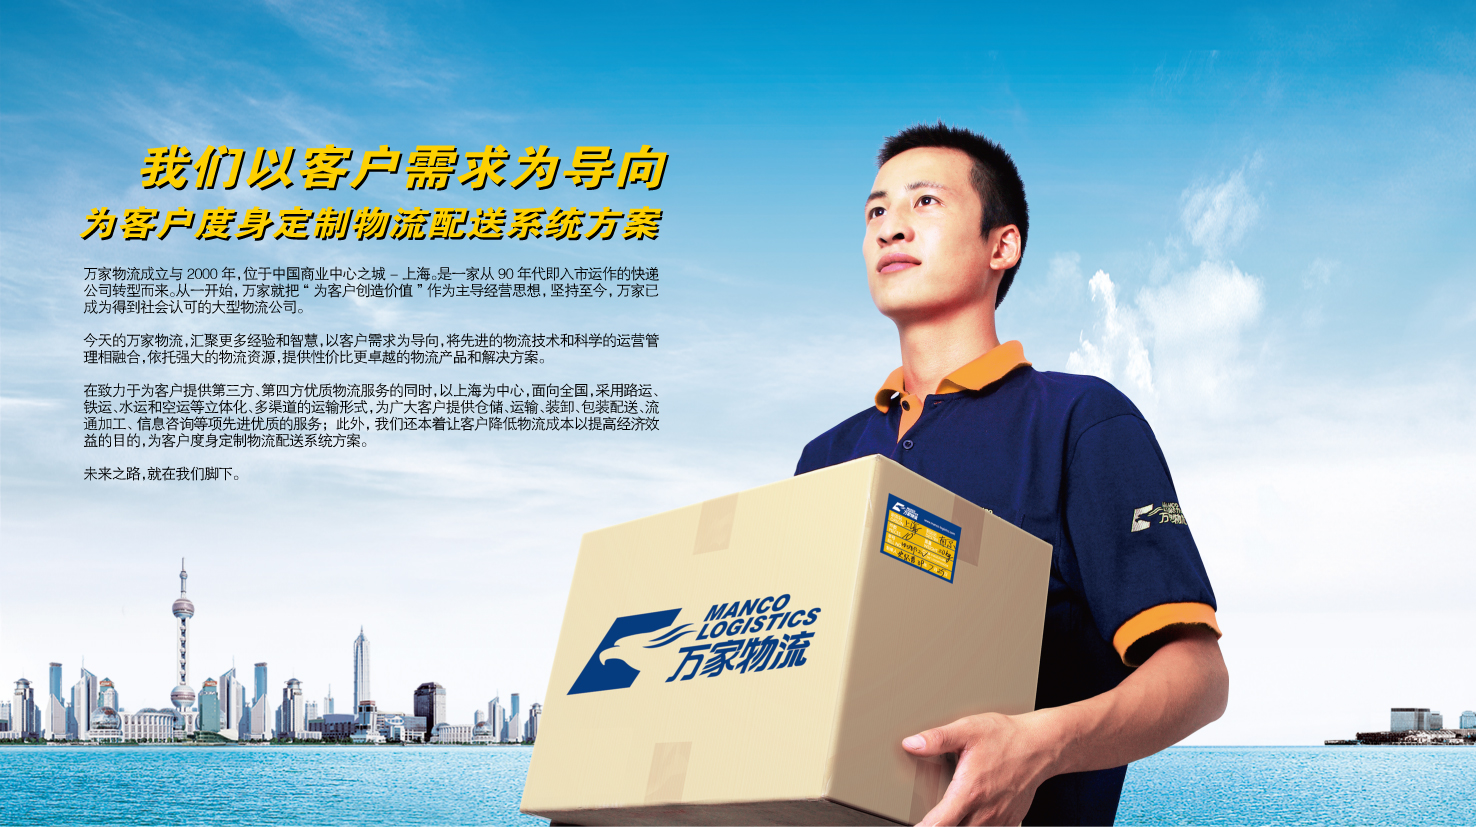 我们以客户需求为导向
为客户度身定制物流配送系统方案
万家物流成立与 2000 年，位于中国商业中心之城 – 上海。是一家从 90 年代即入市运作的快递
公司转型而来。从一开始，万家就把 “ 为客户创造价值 ” 作为主导经营思想，坚持至今，万家已
成为得到社会认可的大型物流公司。
今天的万家物流，汇聚更多经验和智慧，以客户需求为导向，将先进的物流技术和科学的运营管
理相融合，依托强大的物流资源，提供性价比更卓越的物流产品和解决方案。
在致力于为客户提供第三方、第四方优质物流服务的同时，以上海为中心，面向全国，采用路运、
铁运、水运和空运等立体化、多渠道的运输形式，为广大客户提供仓储、运输、装卸、包装配送、流
通加工、信息咨询等项先进优质的服务；此外，我们还本着让客户降低物流成本以提高经济效
益的目的，为客户度身定制物流配送系统方案。
未来之路，就在我们脚下。
MANCO
LOGISTICS
万家物流
万家物流